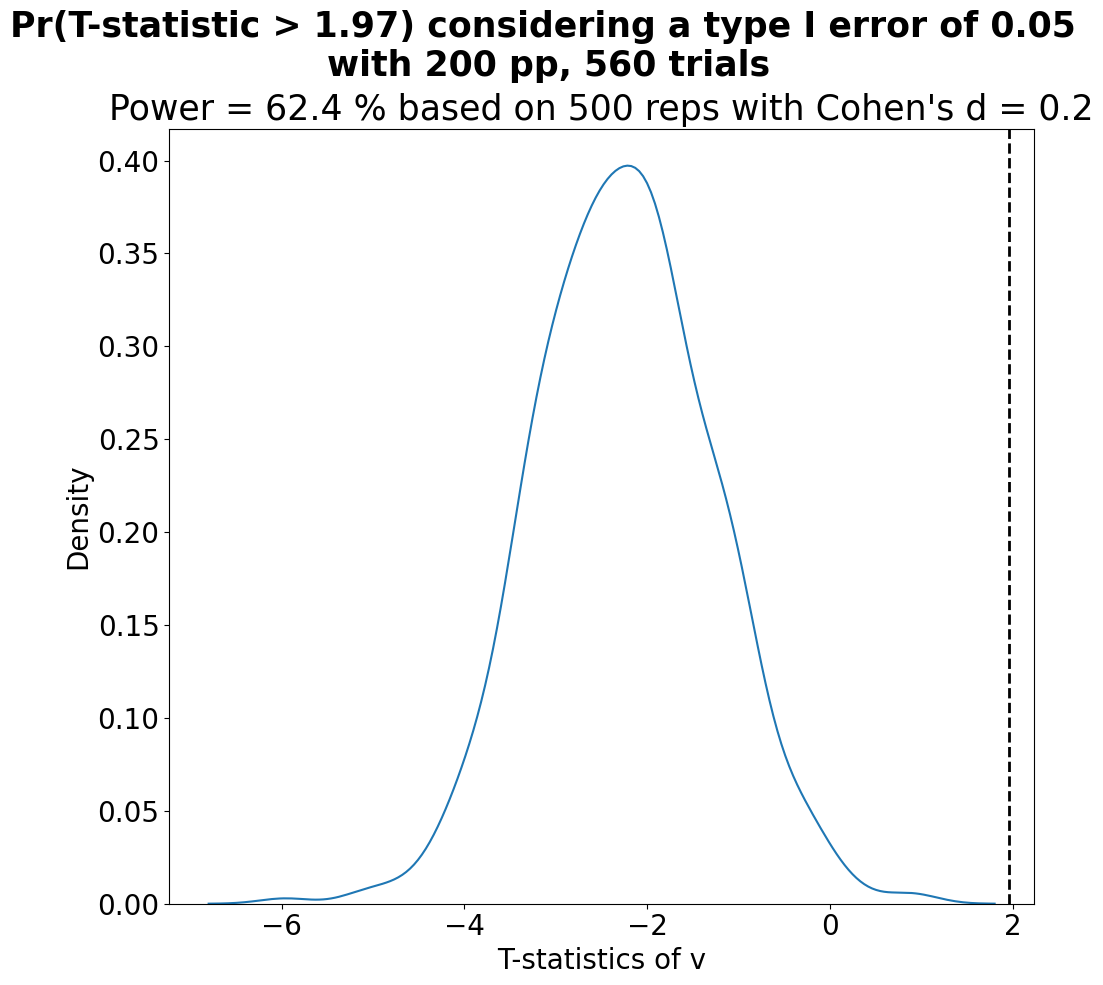 Pr(T-statistic > 1.97) considering a type I error of 0.05
with 200 pp, 560 trials
Power = 62.4 % based on 500 reps with Cohen's d = 0.2
0.40
0.35
0.30
0.25
0.20
0.15
0.10
0.05
0.00
Density
−6
−4
−2
0
2
T-statistics of v